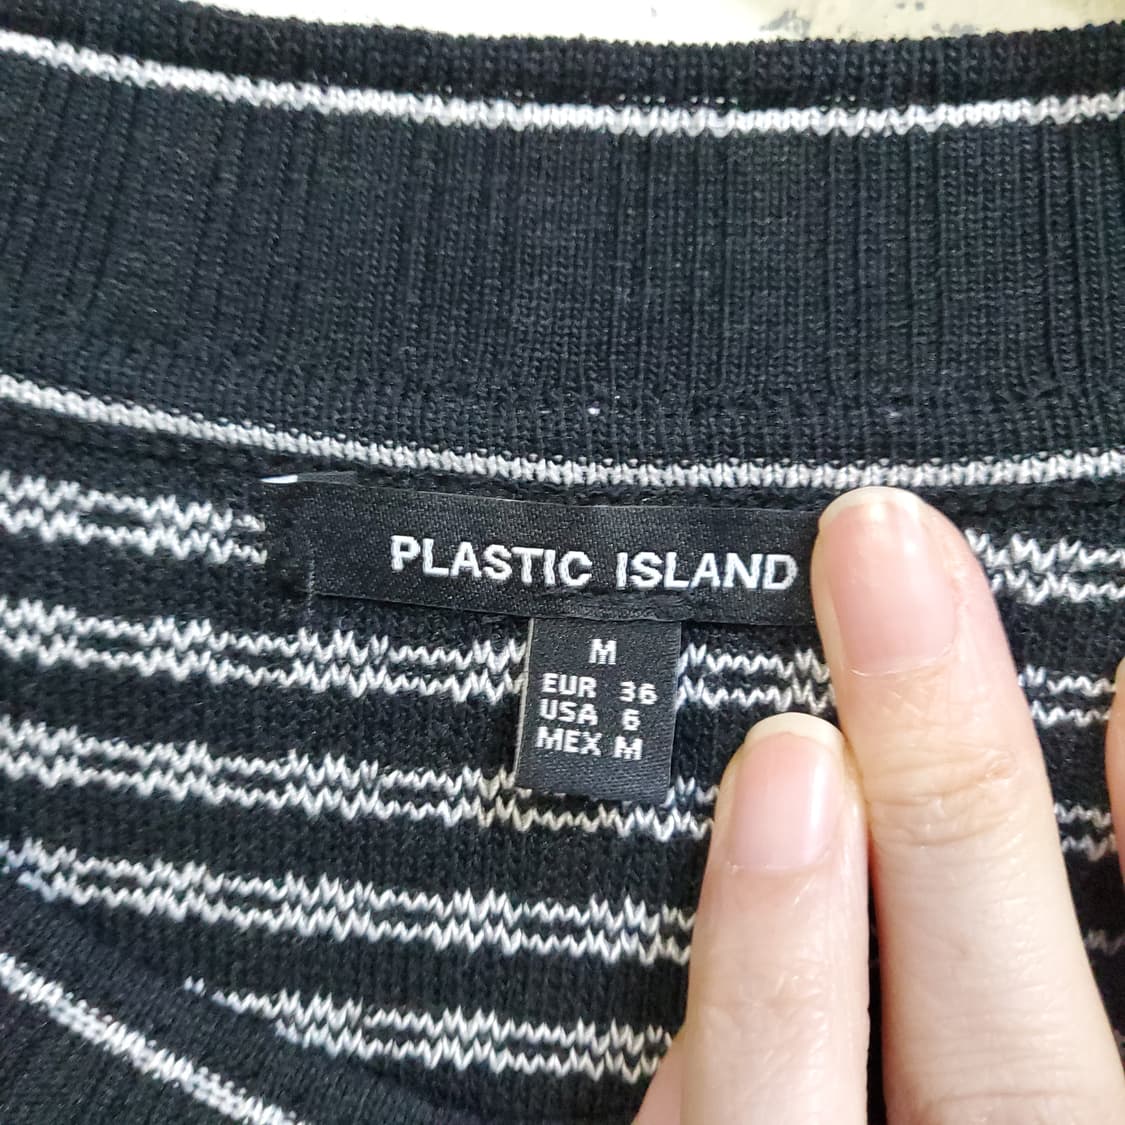 PLASTIC ISLAND
M
EUR 36
USA 6
MEX M